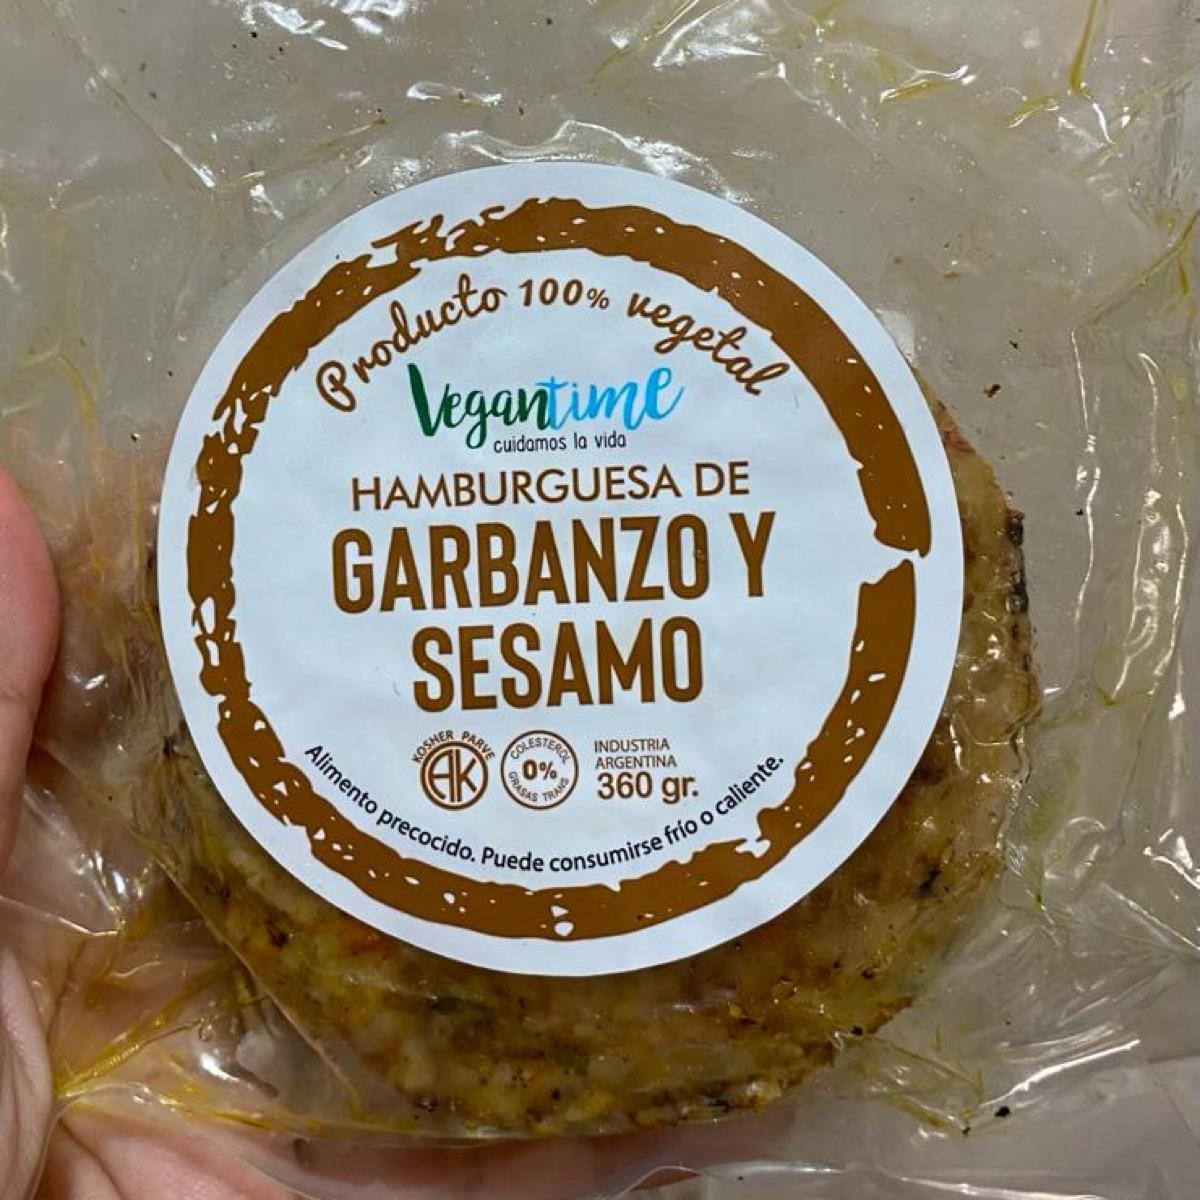 Producto 100% vegetal
Vegantime
cuidamos la vida
HAMBURGUESA DE
GARBANZO Y
SESAMO
KOSHER PARVE
AK
COLESTEROL
0%
GRASAS TRANS
INDUSTRIA
ARGENTINA
360 gr.
Alimento precocido. Puede consumirse frío o caliente.